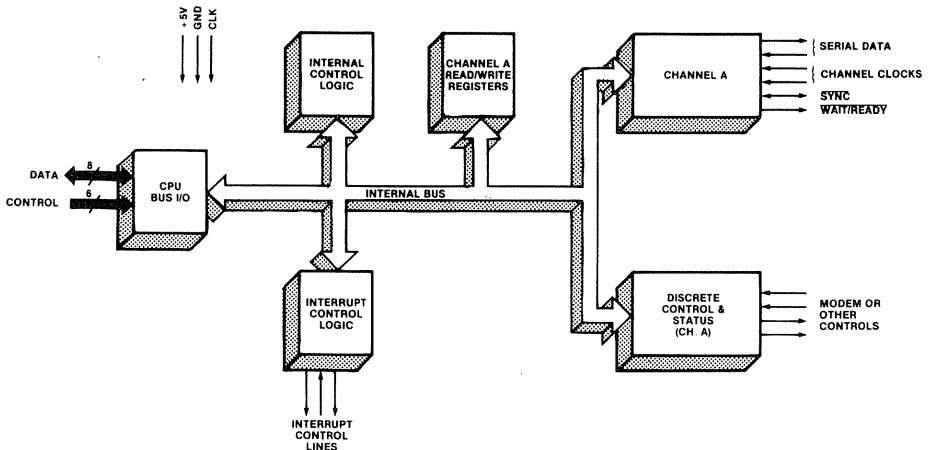 +5V
GND
CLK
INTERNAL
CONTROL
LOGIC
CHANNEL A
READ/WRITE
REGISTERS
CHANNEL A
SERIAL DATA
CHANNEL CLOCKS
SYNC
WAIT/READY
DATA
8
CONTROL
6
CPU
BUS I/O
INTERNAL BUS
INTERRUPT
CONTROL
LOGIC
DISCRETE
CONTROL &
STATUS
(CH. A)
MODEM OR
OTHER
CONTROLS
INTERRUPT
CONTROL
LINES